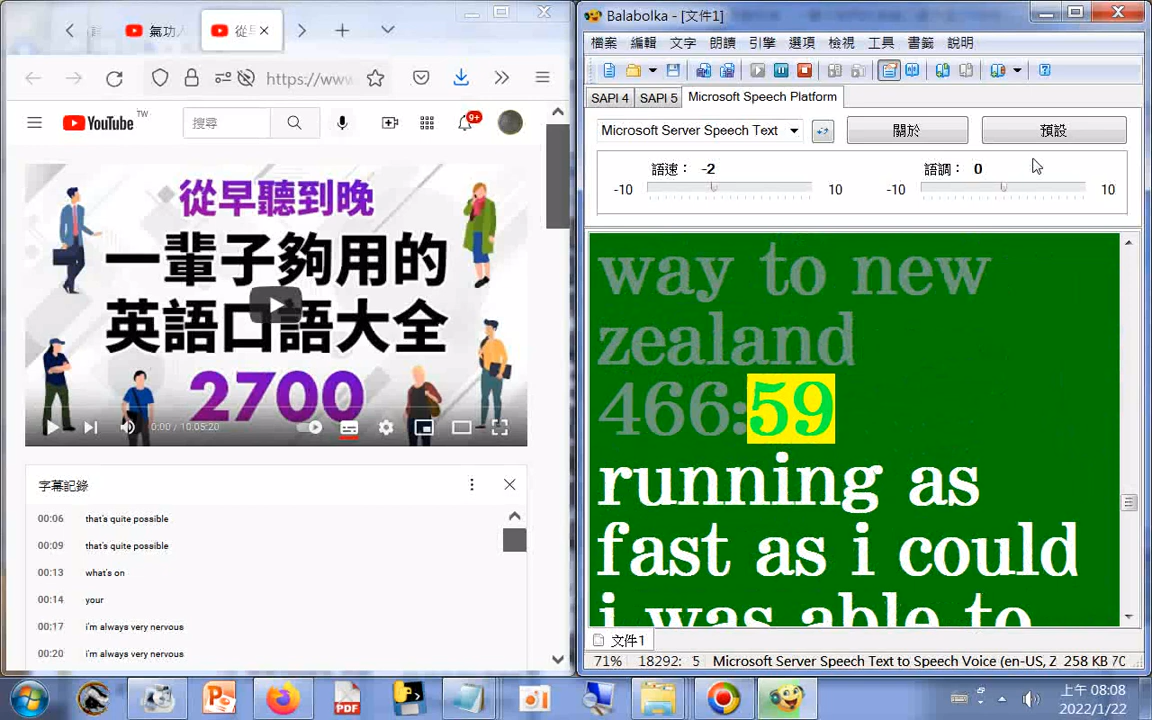 氣功人
從早
https://www
YouTube TW
搜尋
9+
從早聽到晚
一輩子夠用的
英語口語大全
2700
0:00 / 10:05:20
字幕記錄
00:06 that's quite possible
00:09 that's quite possible
00:13 what's on
00:14 your
00:17 i'm always very nervous
00:20 i'm always very nervous
Balabolka - [文件1]
檔案 編輯 文字 朗讀 引擎 選項 檢視 工具 書籤 說明
SAPI 4 SAPI 5 Microsoft Speech Platform
Microsoft Server Speech Text
關於
預設
語速： -2
語調： 0
-10 10 -10 10
way to new
zealand
466:59
running as
fast as i could
i was able to
文件1
71% 18292: 5 Microsoft Server Speech Text to Speech Voice (en-US, Z 258 KB
PDF
上午 08:08
2022/1/22